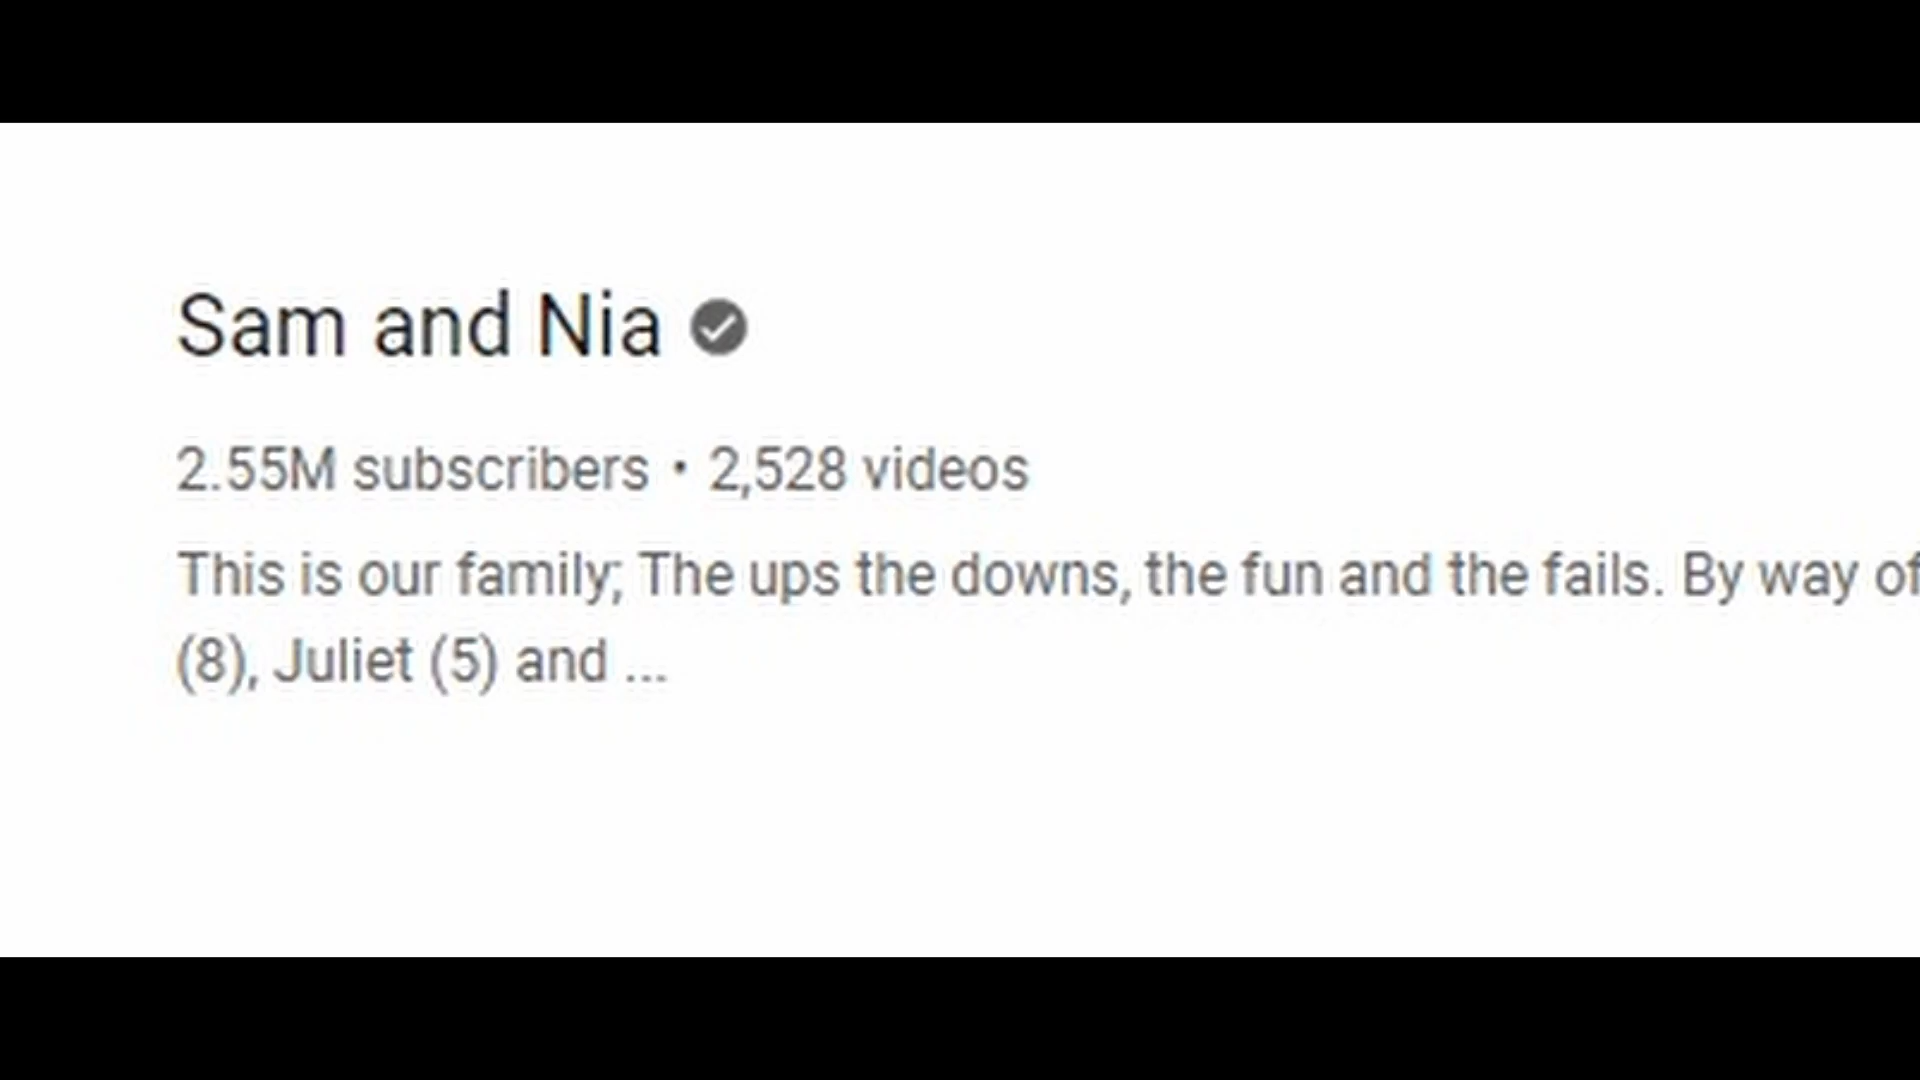 Sam and Nia
2.55M subscribers • 2,528 videos
This is our family; The ups the downs, the fun and the fails. By way of
(8), Juliet (5) and ...